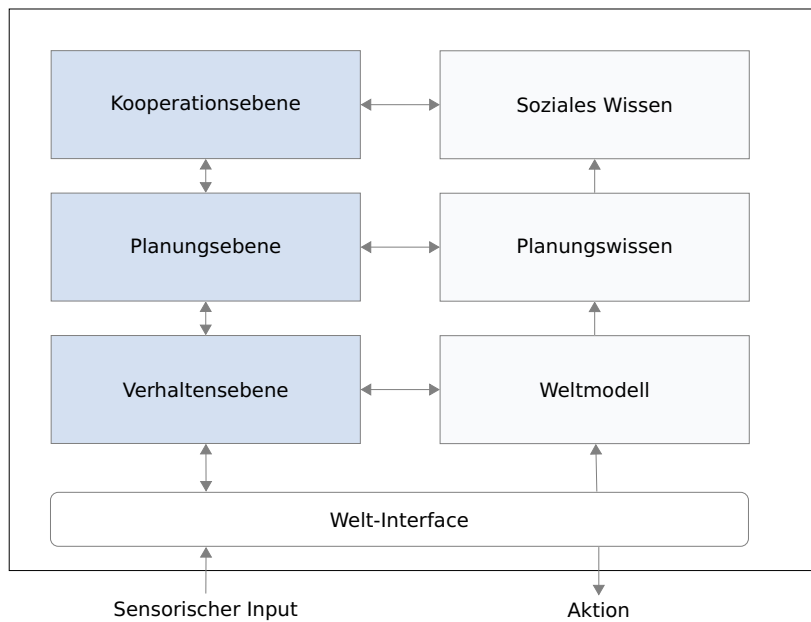 Kooperationsebene
Soziales Wissen
Planungsebene
Planungswissen
Verhaltensebene
Weltmodell
Welt-Interface
Sensorischer Input
Aktion